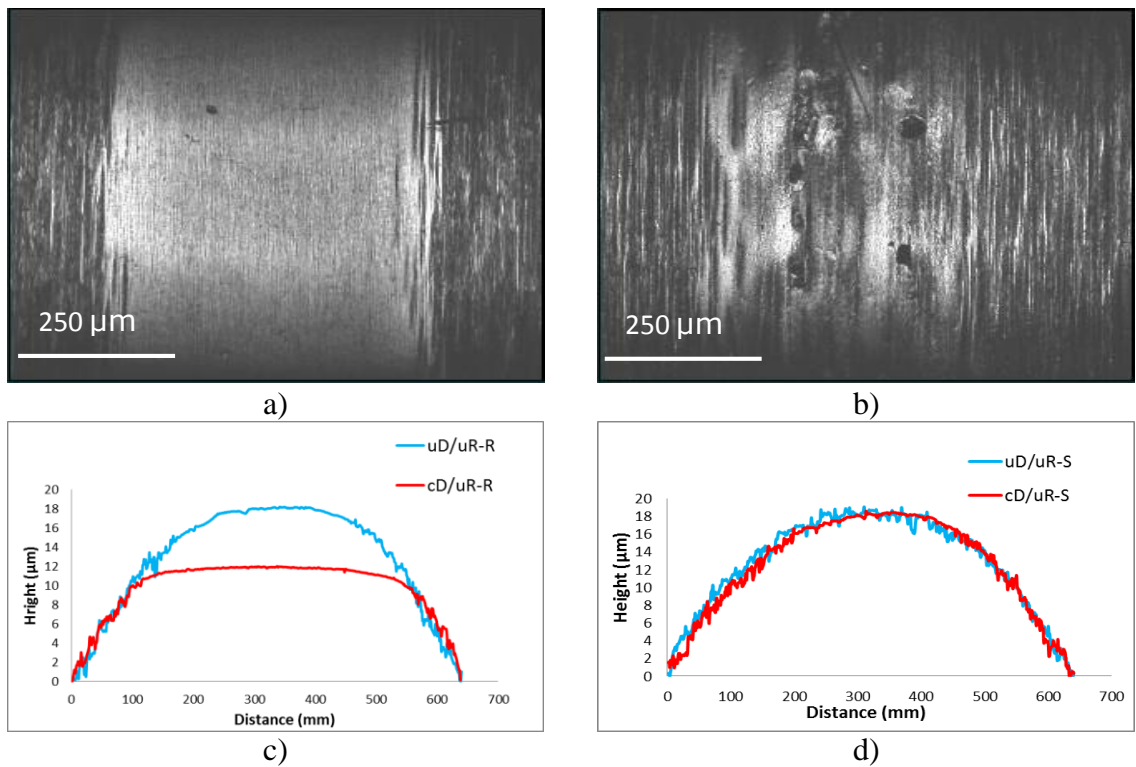 250 µm
250 µm
a)
b)
uD/uR-R
cD/uR-R
20
18
16
14
12
10
8
6
4
2
0
Hright (µm)
0 100 200 300 400 500 600 700
Distance (mm)
c)
uD/uR-S
cD/uR-S
20
18
16
14
12
10
8
6
4
2
0
Height (µm)
0 100 200 300 400 500 600 700
Distance (mm)
d)